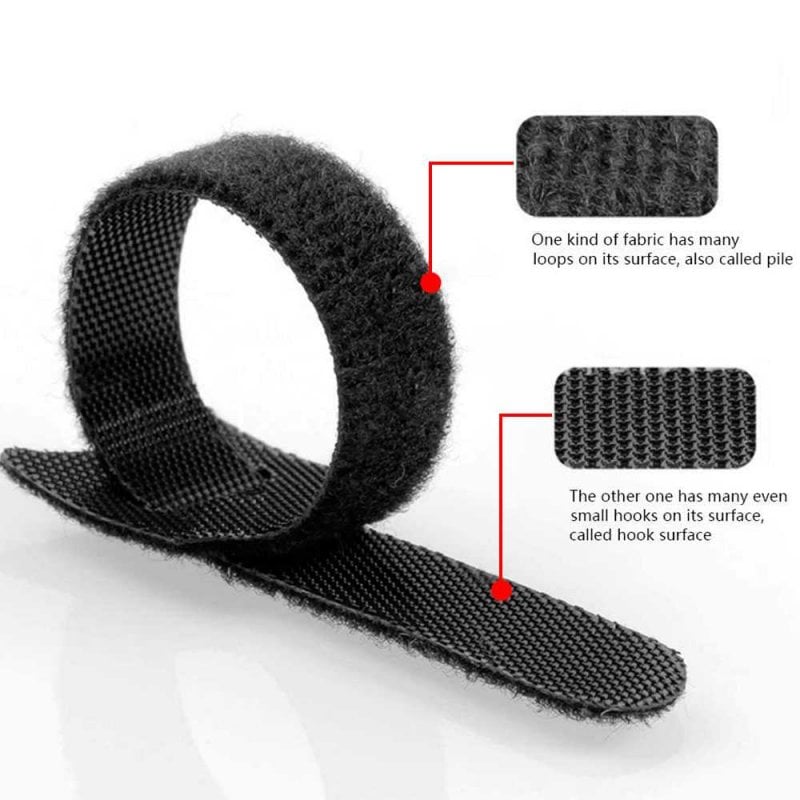 One kind of fabric has many
loops on its surface, also called pile
The other one has many even
small hooks on its surface,
called hook surface